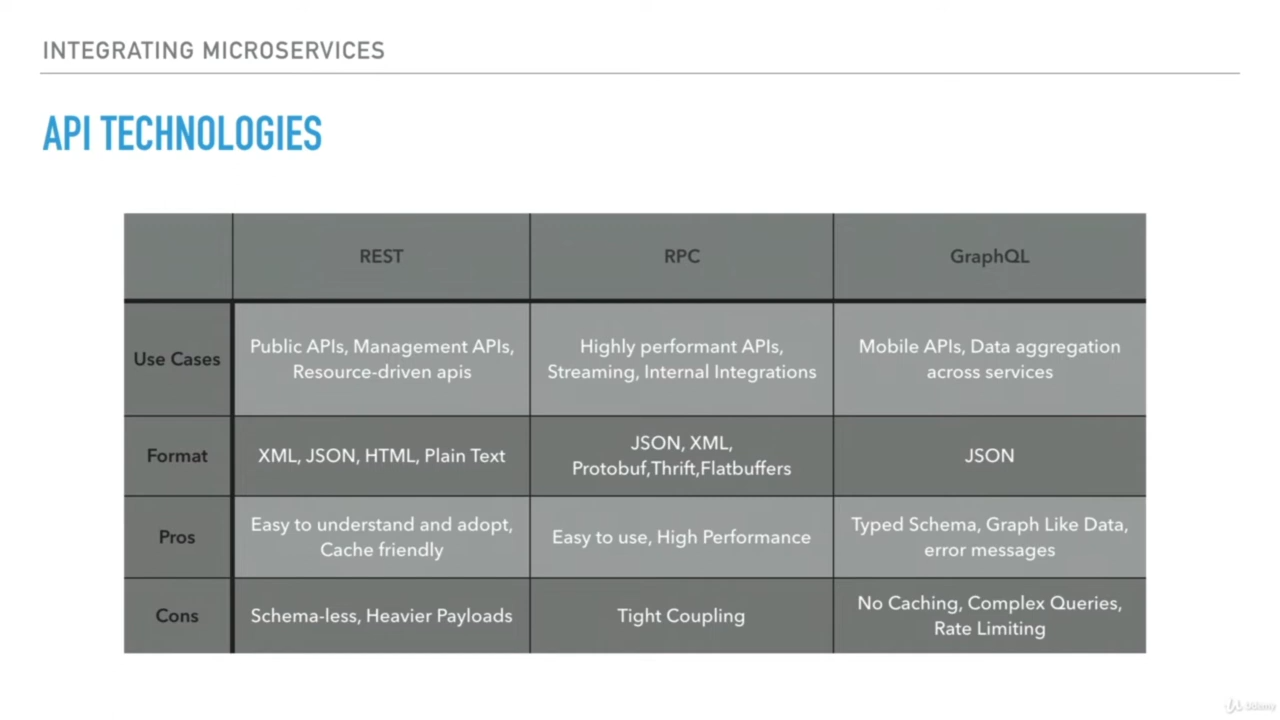 INTEGRATING MICROSERVICES
API TECHNOLOGIES
REST
RPC
GraphQL
Use Cases
Public APIs, Management APIs,
Resource-driven apis
Highly performant APIs,
Streaming, Internal Integrations
Mobile APIs, Data aggregation
across services
Format
XML, JSON, HTML, Plain Text
JSON, XML,
Protobuf,Thrift,Flatbuffers
JSON
Pros
Easy to understand and adopt,
Cache friendly
Easy to use, High Performance
Typed Schema, Graph Like Data,
error messages
Cons
Schema-less, Heavier Payloads
Tight Coupling
No Caching, Complex Queries,
Rate Limiting
Udemy